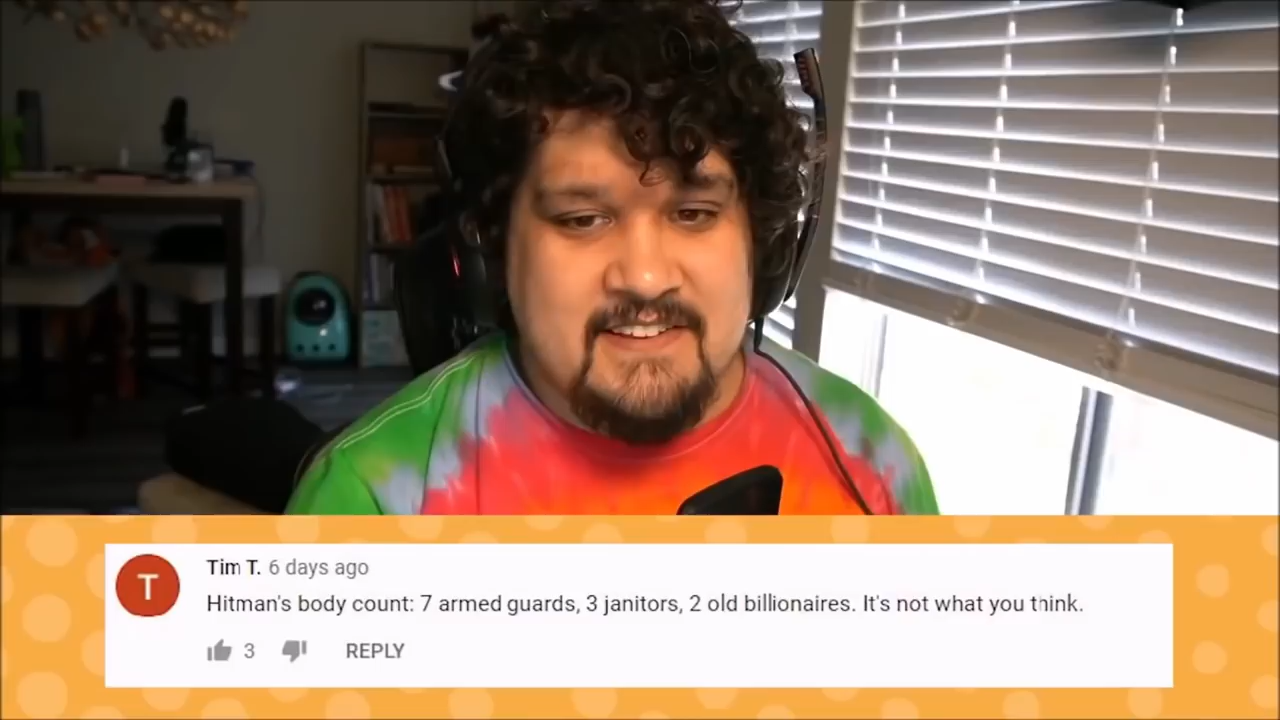 T
Tim T. 6 days ago
Hitman's body count: 7 armed guards, 3 janitors, 2 old billionaires. It's not what you think.
3 REPLY